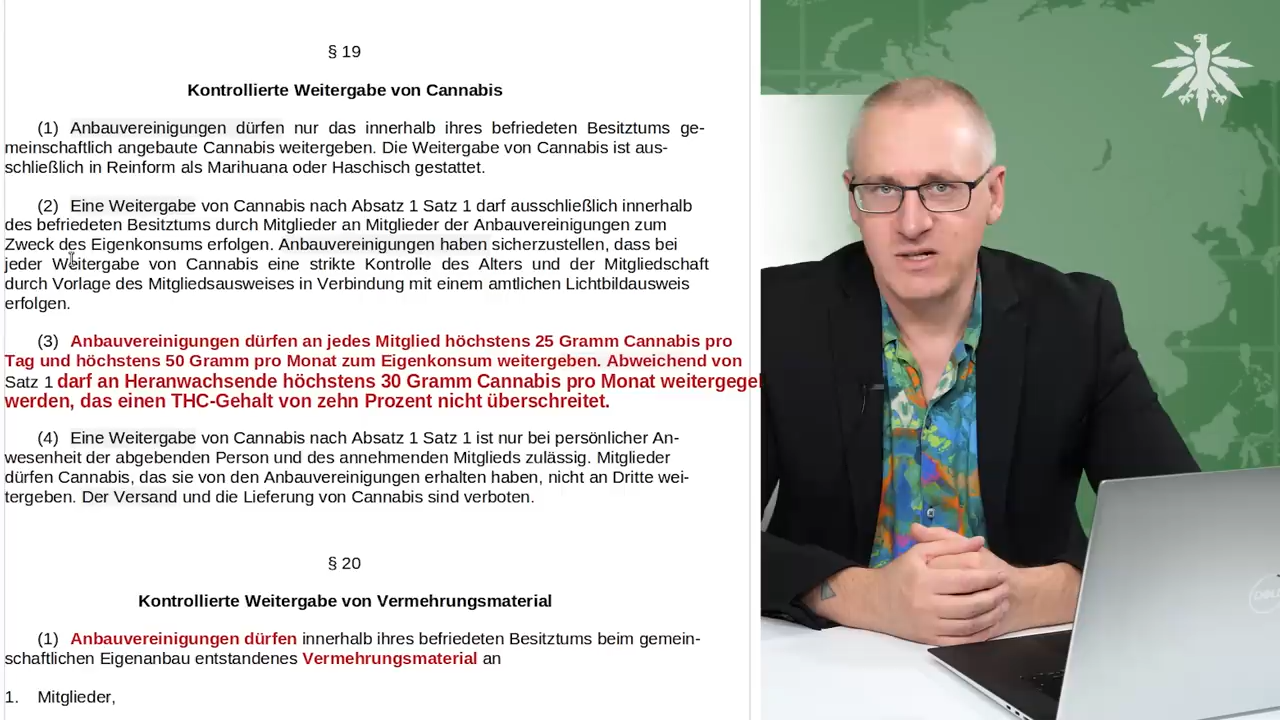 § 19
Kontrollierte Weitergabe von Cannabis
(1) Anbauvereinigungen dürfen nur das innerhalb ihres befriedeten Besitztums ge-
meinschaftlich angebaute Cannabis weitergeben. Die Weitergabe von Cannabis ist aus-
schließlich in Reinform als Marihuana oder Haschisch gestattet.
(2) Eine Weitergabe von Cannabis nach Absatz 1 Satz 1 darf ausschließlich innerhalb
des befriedeten Besitztums durch Mitglieder an Mitglieder der Anbauvereinigungen zum
Zweck des Eigenkonsums erfolgen. Anbauvereinigungen haben sicherzustellen, dass bei
jeder Weitergabe von Cannabis eine strikte Kontrolle des Alters und der Mitgliedschaft
durch Vorlage des Mitgliedsausweises in Verbindung mit einem amtlichen Lichtbildausweis
erfolgen.
(3) Anbauvereinigungen dürfen an jedes Mitglied höchstens 25 Gramm Cannabis pro
Tag und höchstens 50 Gramm pro Monat zum Eigenkonsum weitergeben. Abweichend von
Satz 1 darf an Heranwachsende höchstens 30 Gramm Cannabis pro Monat weitergege
werden, das einen THC-Gehalt von zehn Prozent nicht überschreitet.
(4) Eine Weitergabe von Cannabis nach Absatz 1 Satz 1 ist nur bei persönlicher An-
wesenheit der abgebenden Person und des annehmenden Mitglieds zulässig. Mitglieder
dürfen Cannabis, das sie von den Anbauvereinigungen erhalten haben, nicht an Dritte wei-
tergeben. Der Versand und die Lieferung von Cannabis sind verboten.
§ 20
Kontrollierte Weitergabe von Vermehrungsmaterial
(1) Anbauvereinigungen dürfen innerhalb ihres befriedeten Besitztums beim gemein-
schaftlichen Eigenanbau entstandenes Vermehrungsmaterial an
1. Mitglieder,
DELL